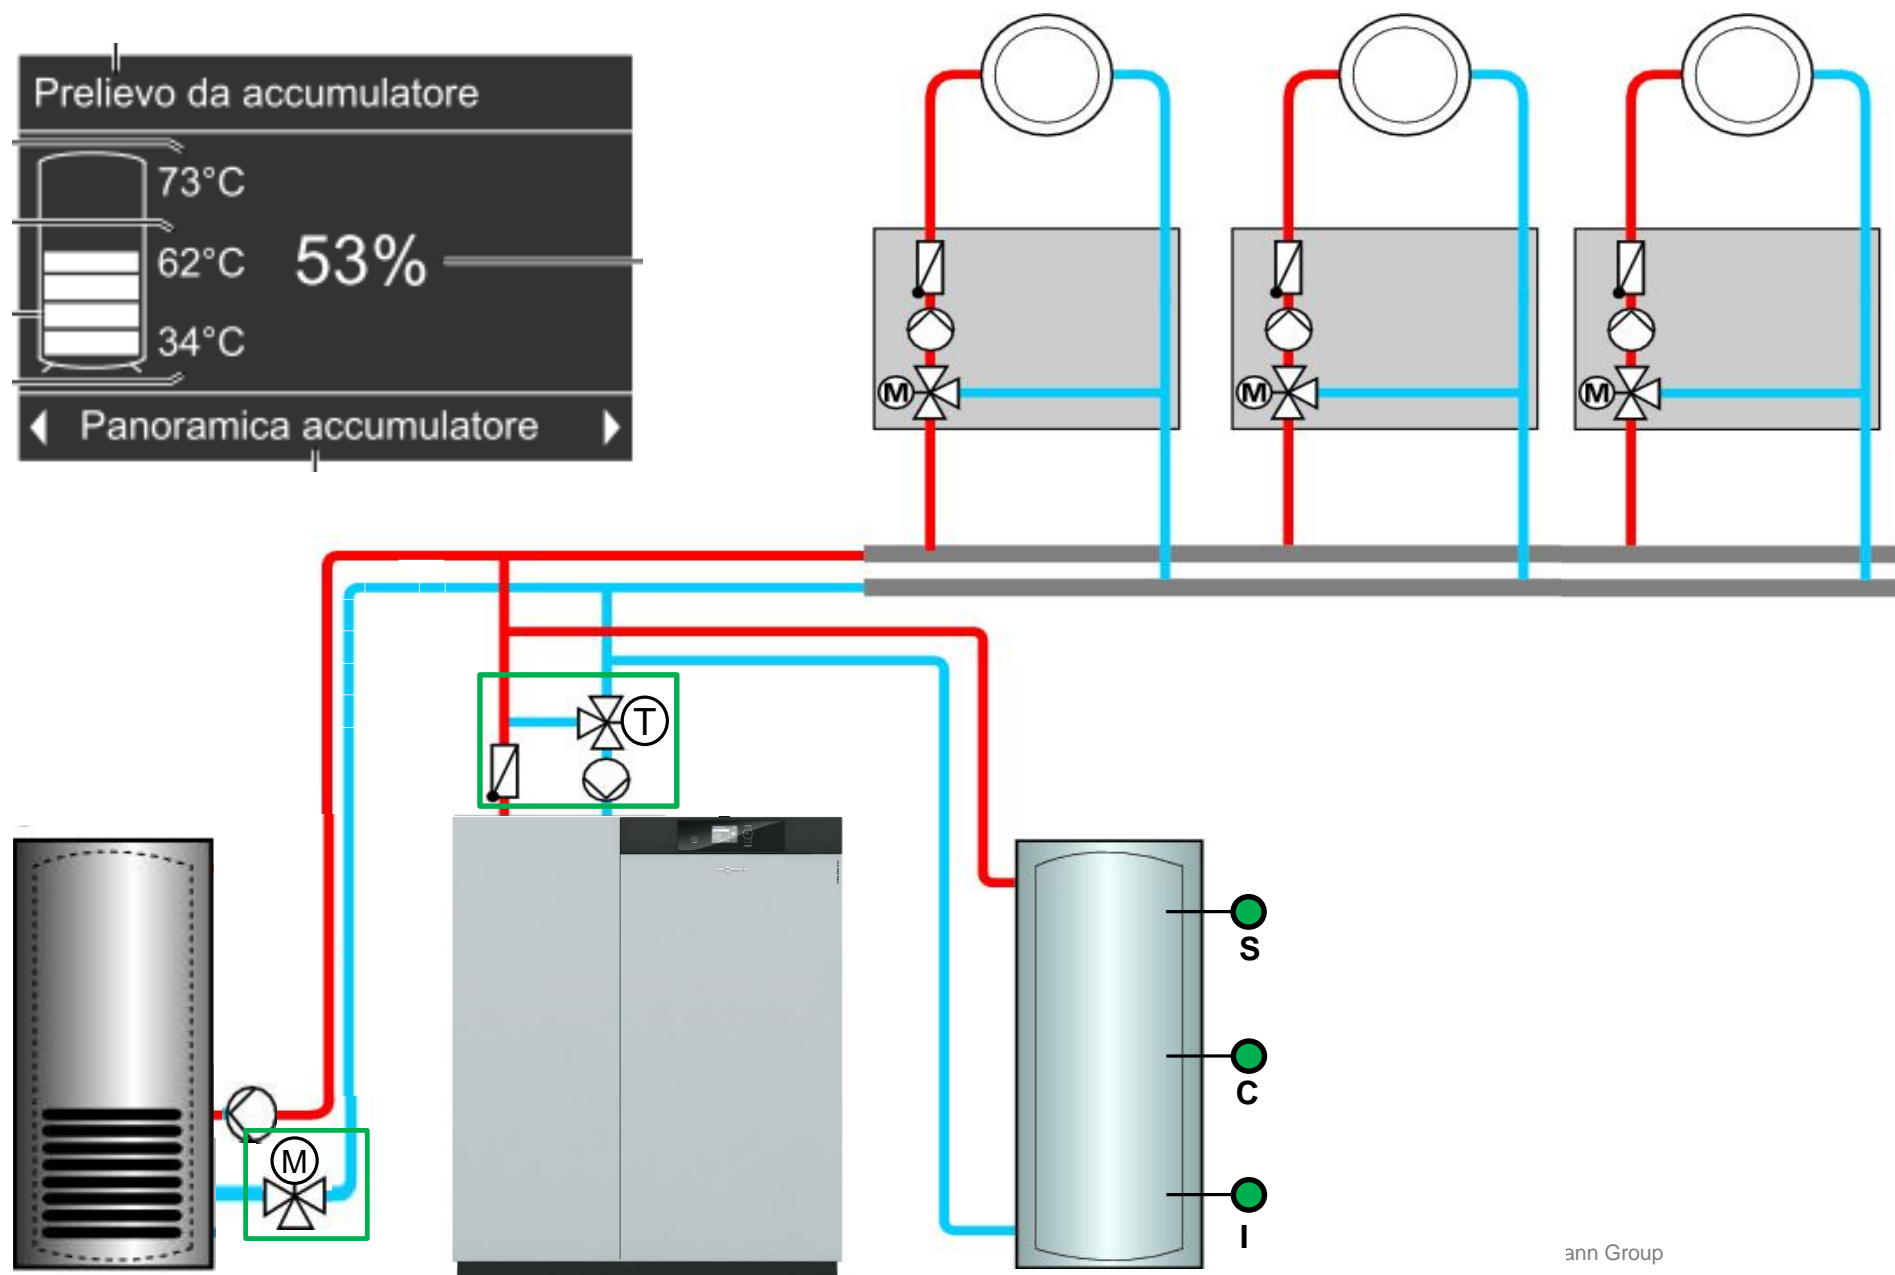 Prelievo da accumulatore
73°C
62°C
53%
34°C
Panoramica accumulatore
M
M
M
T
M
S
C
I
ann Group